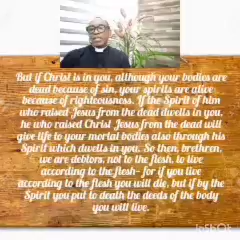 But if Christ is in you, although your bodies are
dead because of sin, your spirits are alive
because of righteousness. If the Spirit of him
who raised Jesus from the dead dwells in you,
he who raised Christ Jesus from the dead will
give life to your mortal bodies also through his
Spirit which dwells in you. So then, brethren,
we are debtors, not to the flesh, to live
according to the flesh- for if you live
according to the flesh you will die, but if by the
Spirit you put to death the deeds of the body
you will live.
InShOt